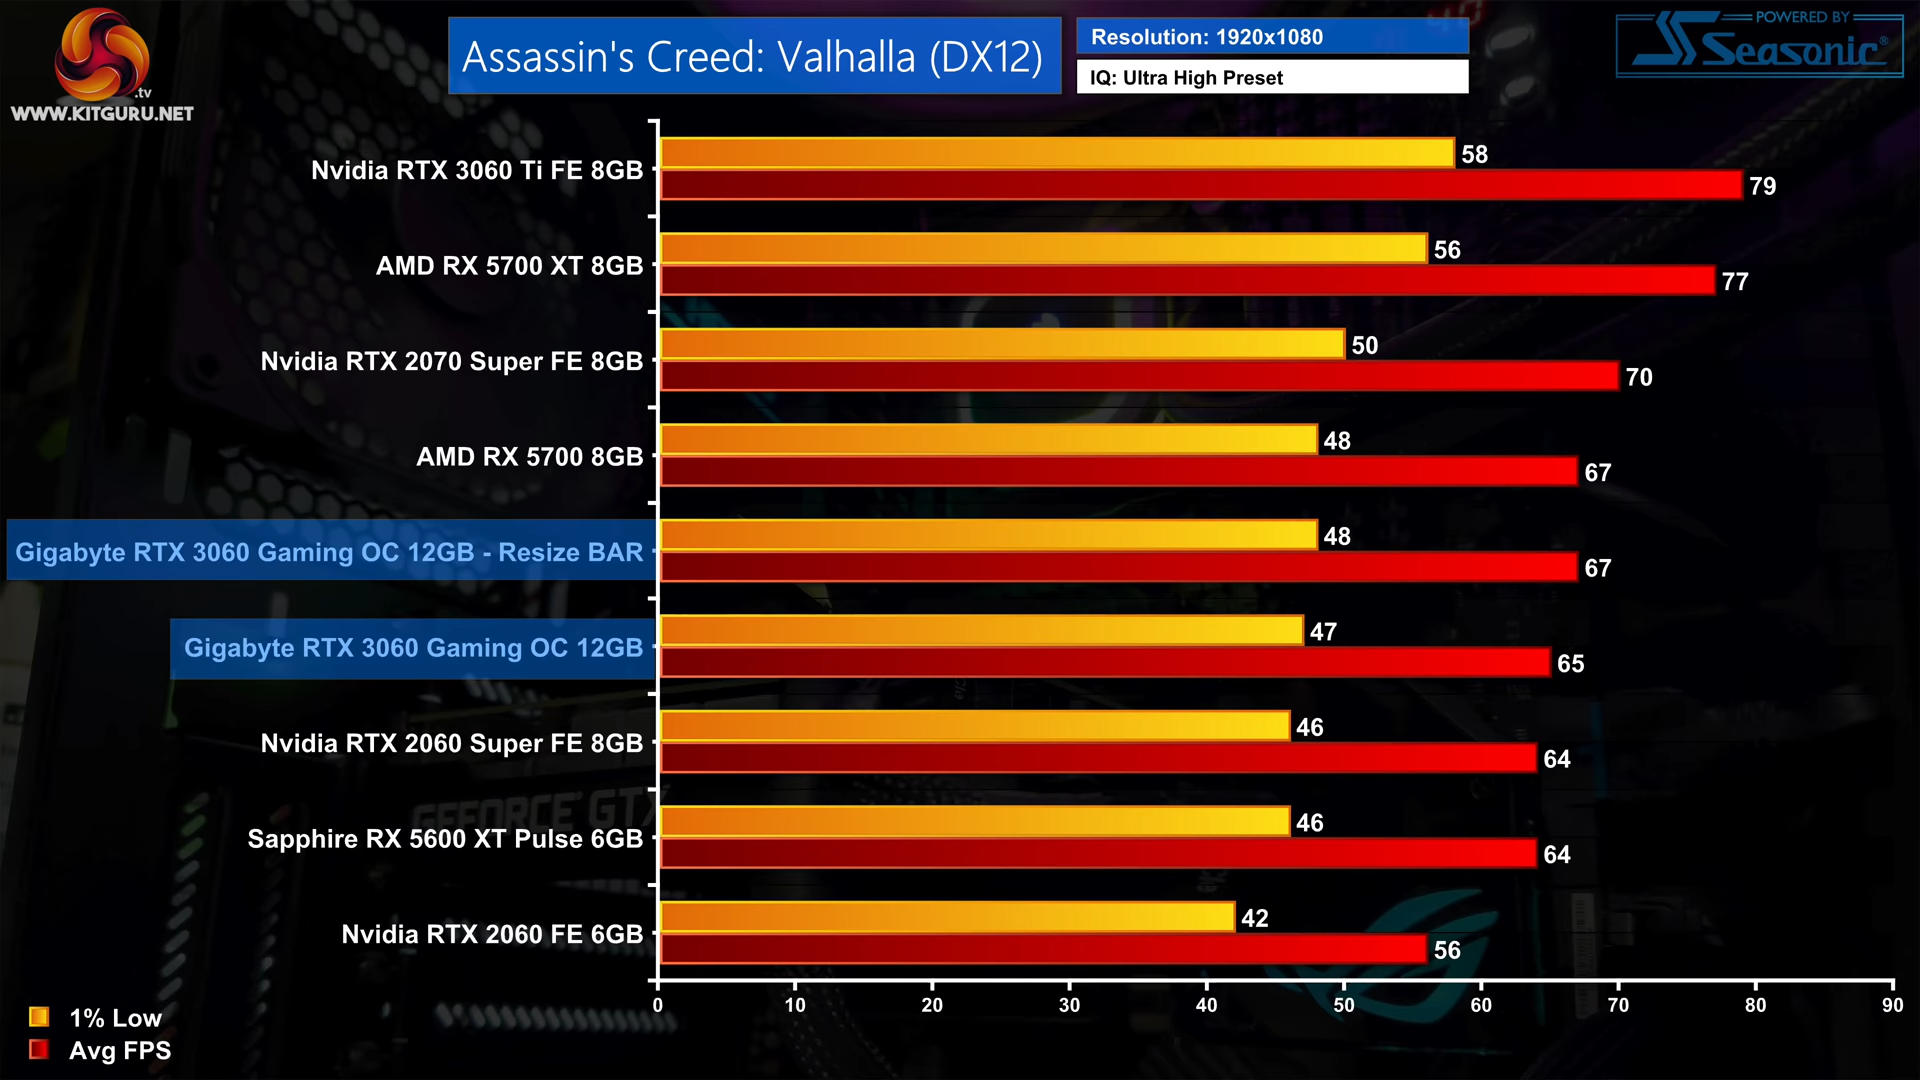 .tv
WWW.KITGURU.NET
Assassin's Creed: Valhalla (DX12)
Resolution: 1920x1080
IQ: Ultra High Preset
POWERED BY
Seasonic®
Nvidia RTX 3060 Ti FE 8GB
58
79
AMD RX 5700 XT 8GB
56
77
Nvidia RTX 2070 Super FE 8GB
50
70
AMD RX 5700 8GB
48
67
Gigabyte RTX 3060 Gaming OC 12GB - Resize BAR
48
67
Gigabyte RTX 3060 Gaming OC 12GB
47
65
Nvidia RTX 2060 Super FE 8GB
46
64
GEFORCE GTX
Sapphire RX 5600 XT Pulse 6GB
46
64
Nvidia RTX 2060 FE 6GB
42
56
0 10 20 30 40 50 60 70 80 90
1% Low
Avg FPS